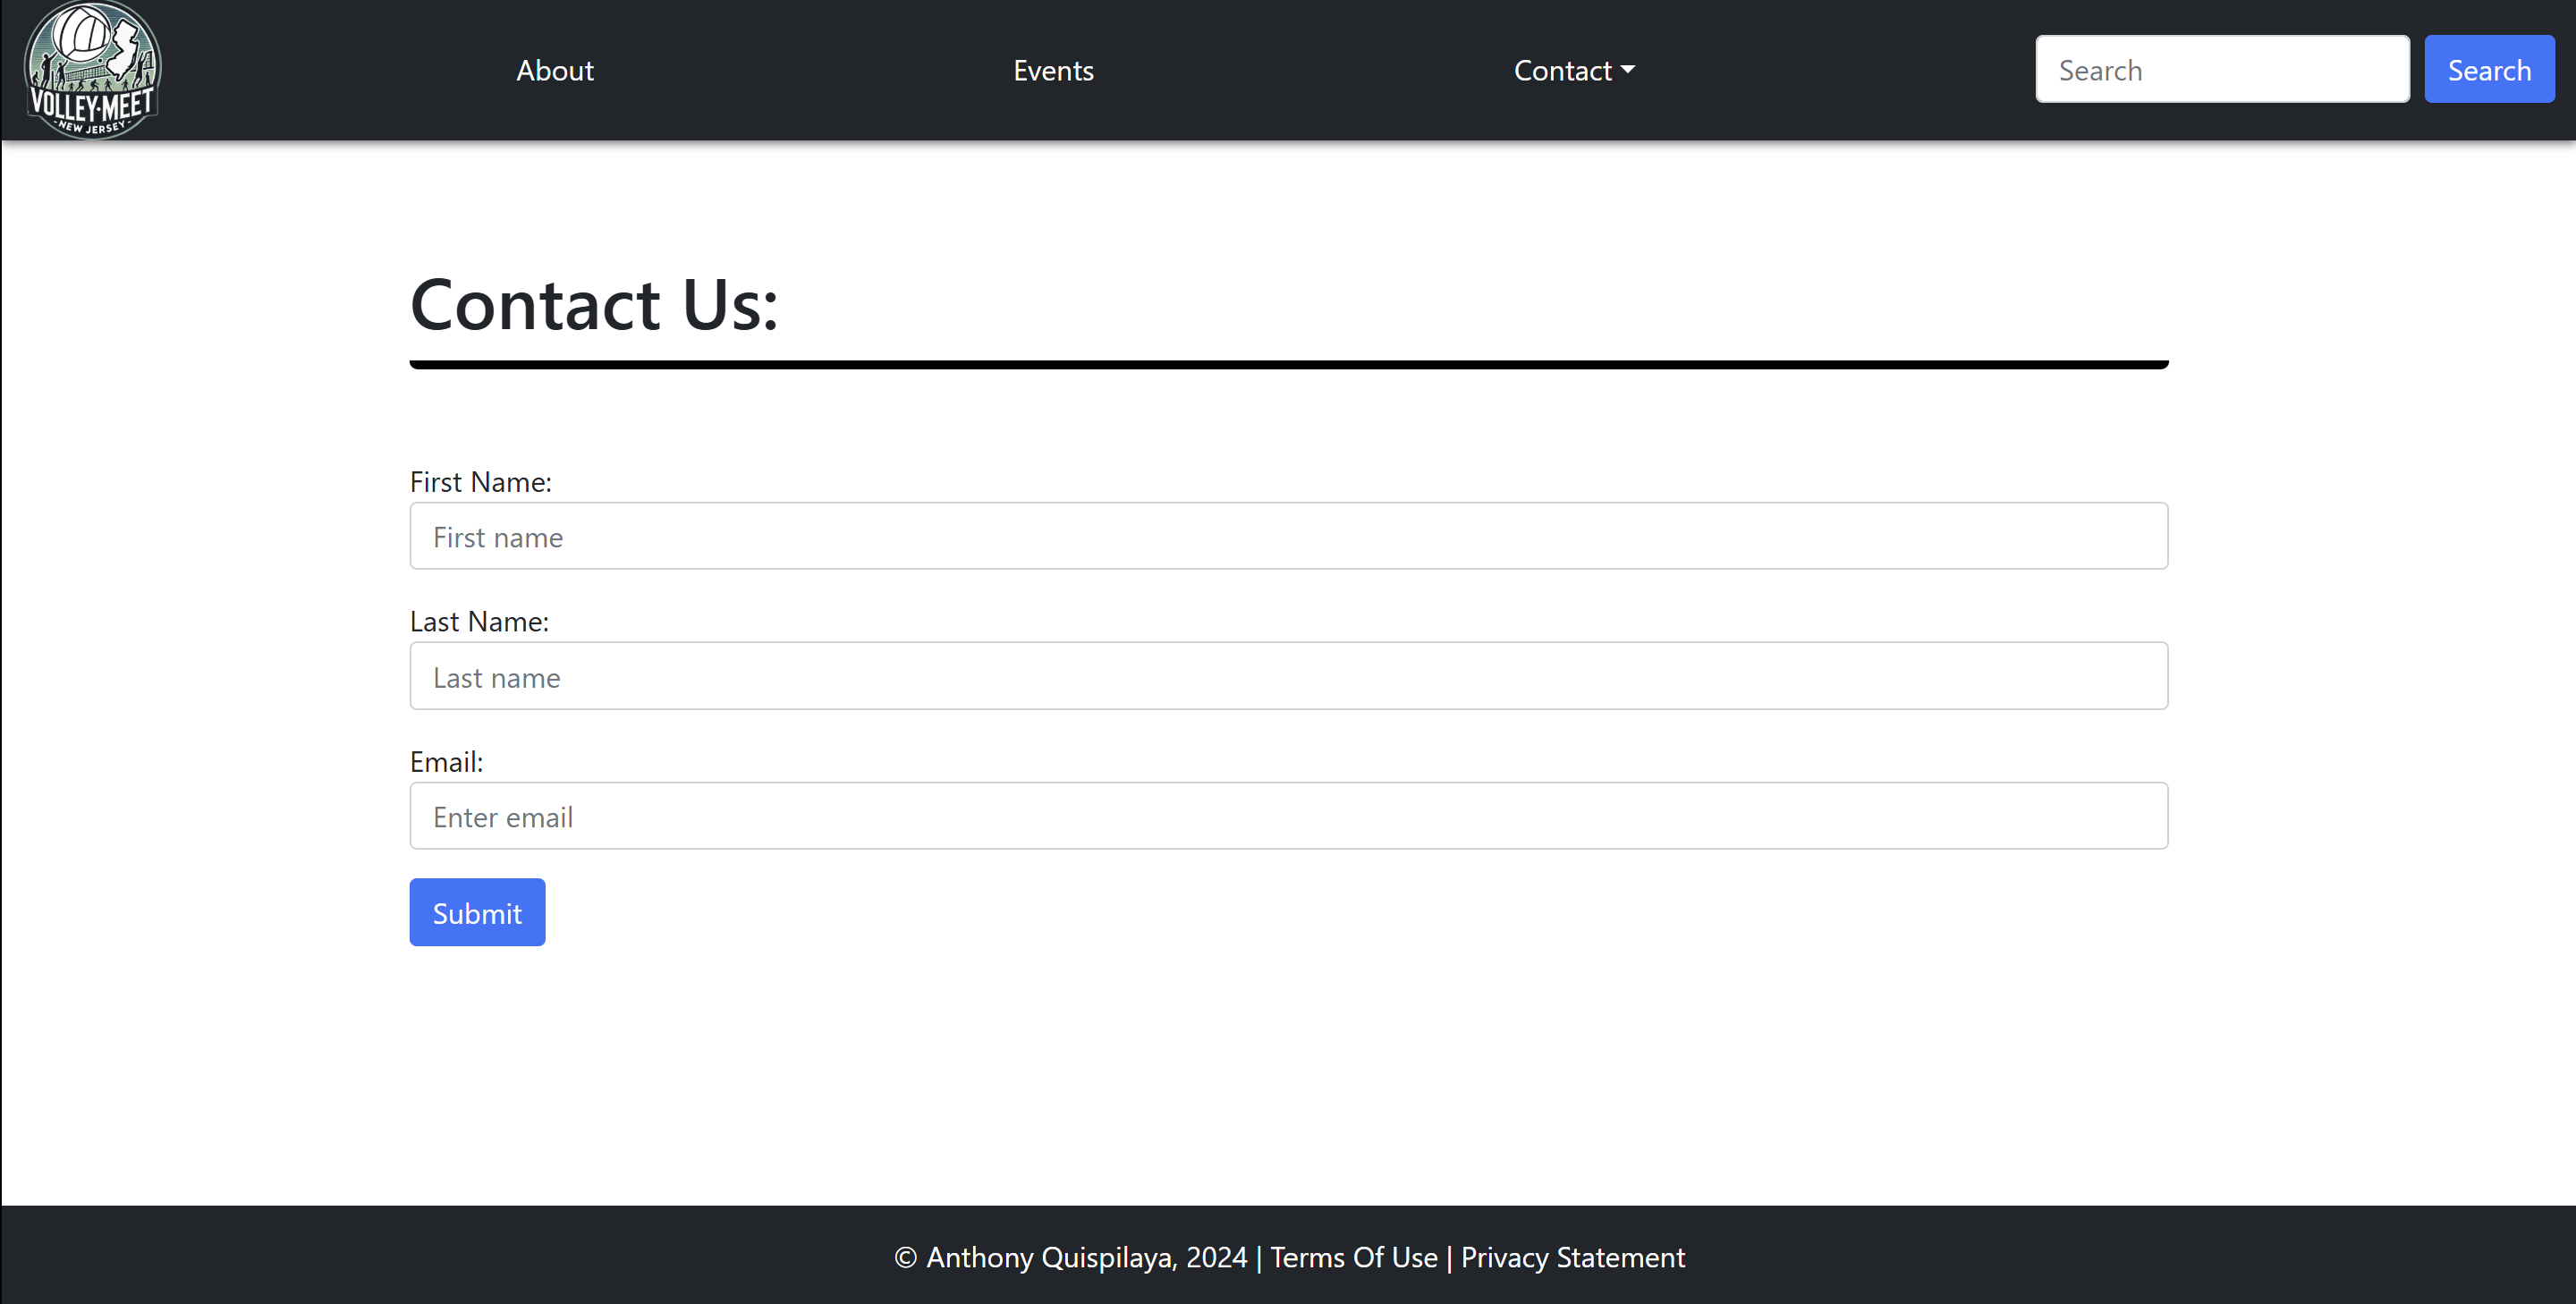 VOLLEY·MEET
-NEW JERSEY-
About
Events
Contact
Search
Search
Contact Us:
First Name:
First name
Last Name:
Last name
Email:
Enter email
Submit
© Anthony Quispilaya, 2024 | Terms Of Use | Privacy Statement